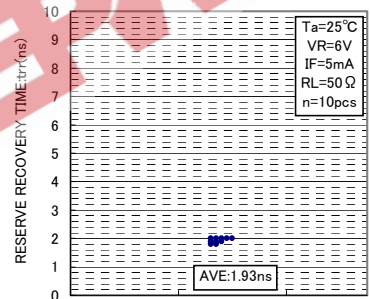 10
9
8
7
6
5
4
3
2
1
0
RESERVE RECOVERY TIME:trr(ns)
Ta=25℃
VR=6V
IF=5mA
RL=50Ω
n=10pcs
AVE:1.93ns